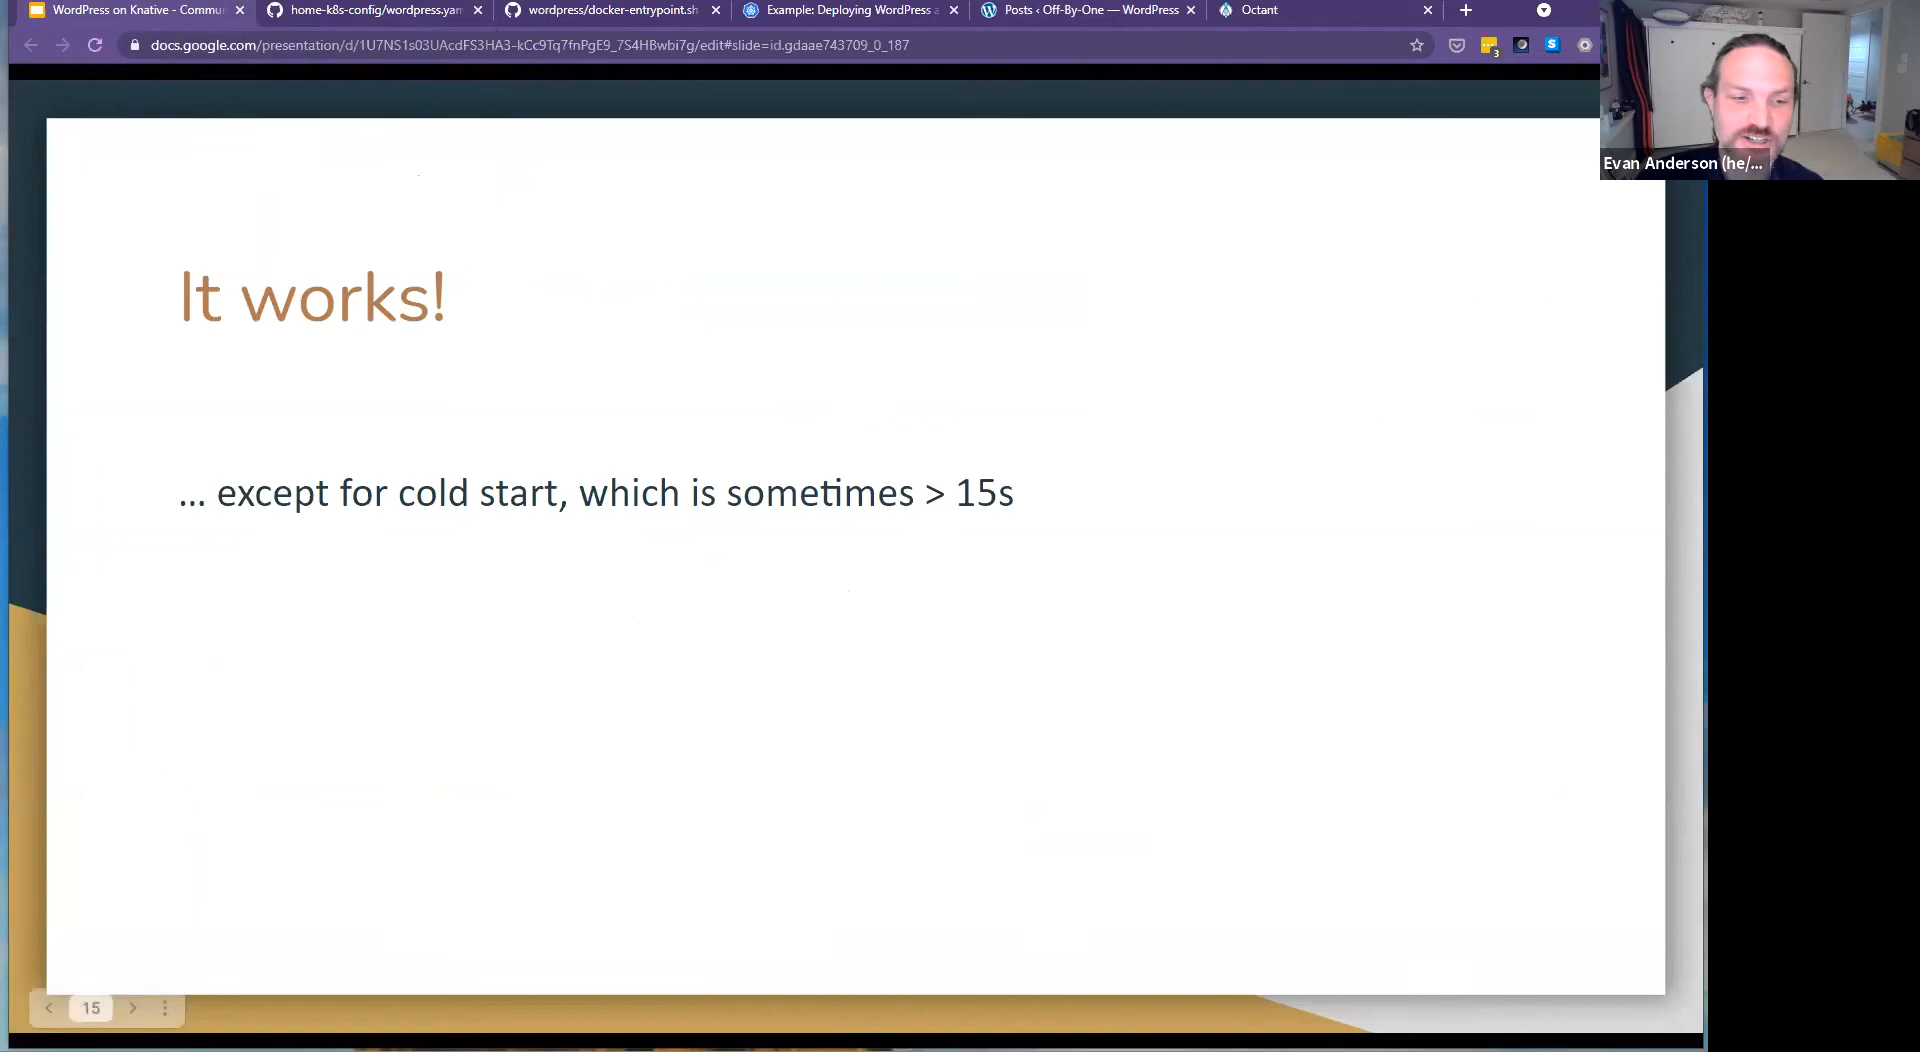 WordPress on Knative - Commu
home-k8s-config/wordpress.yam
wordpress/docker-entrypoint.sh
Example: Deploying WordPress a
Posts ‹ Off-By-One — WordPress
Octant
docs.google.com/presentation/d/1U7NS1s03UAcdFS3HA3-kCc9Tq7fnPgE9_7S4HBwbi7g/edit#slide=id.gdaae743709_0_187
3
S
Evan Anderson (he/...
It works!
... except for cold start, which is sometimes > 15s
15